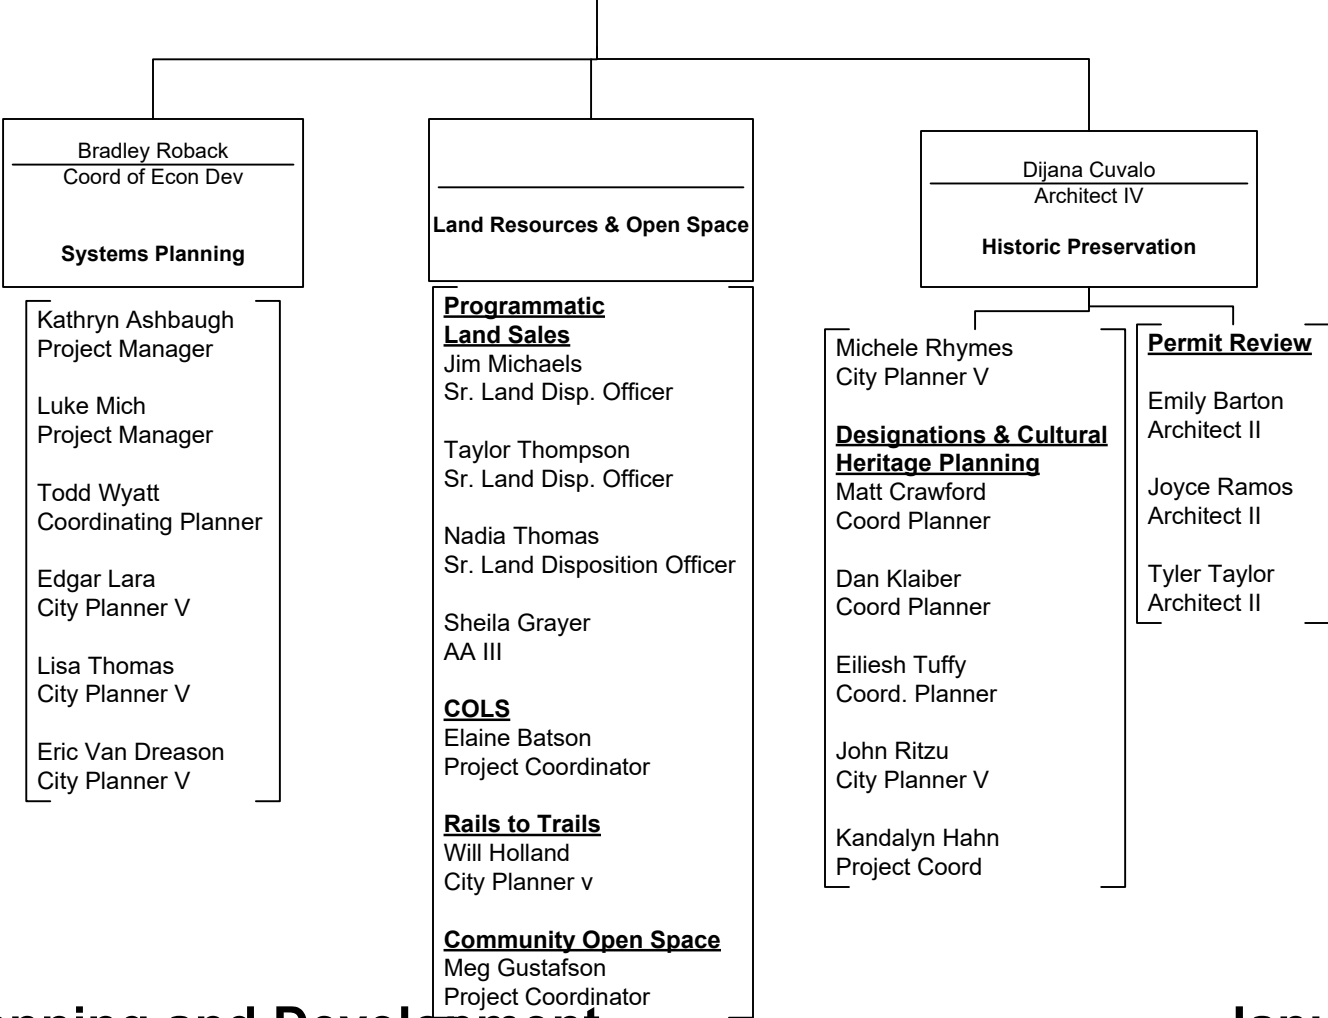 Bradley Roback
Coord of Econ Dev
Systems Planning
Kathryn Ashbaugh
Project Manager
Luke Mich
Project Manager
Todd Wyatt
Coordinating Planner
Edgar Lara
City Planner V
Lisa Thomas
City Planner V
Eric Van Dreason
City Planner V
Land Resources & Open Space
Programmatic
Land Sales
Jim Michaels
Sr. Land Disp. Officer
Taylor Thompson
Sr. Land Disp. Officer
Nadia Thomas
Sr. Land Disposition Officer
Sheila Grayer
AA III
COLS
Elaine Batson
Project Coordinator
Rails to Trails
Will Holland
City Planner v
Community Open Space
Meg Gustafson
Project Coordinator
Dijana Cuvalo
Architect IV
Historic Preservation
Michele Rhymes
City Planner V
Designations & Cultural
Heritage Planning
Matt Crawford
Coord Planner
Dan Klaiber
Coord Planner
Eiliesh Tuffy
Coord. Planner
John Ritzu
City Planner V
Kandalyn Hahn
Project Coord
Permit Review
Emily Barton
Architect II
Joyce Ramos
Architect II
Tyler Taylor
Architect II
and Development